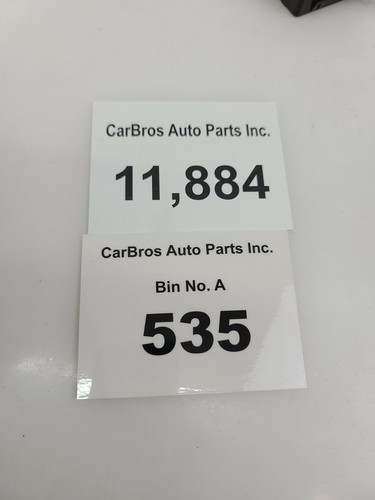 CarBros Auto Parts Inc.
11,884
CarBros Auto Parts Inc.
Bin No. A
535